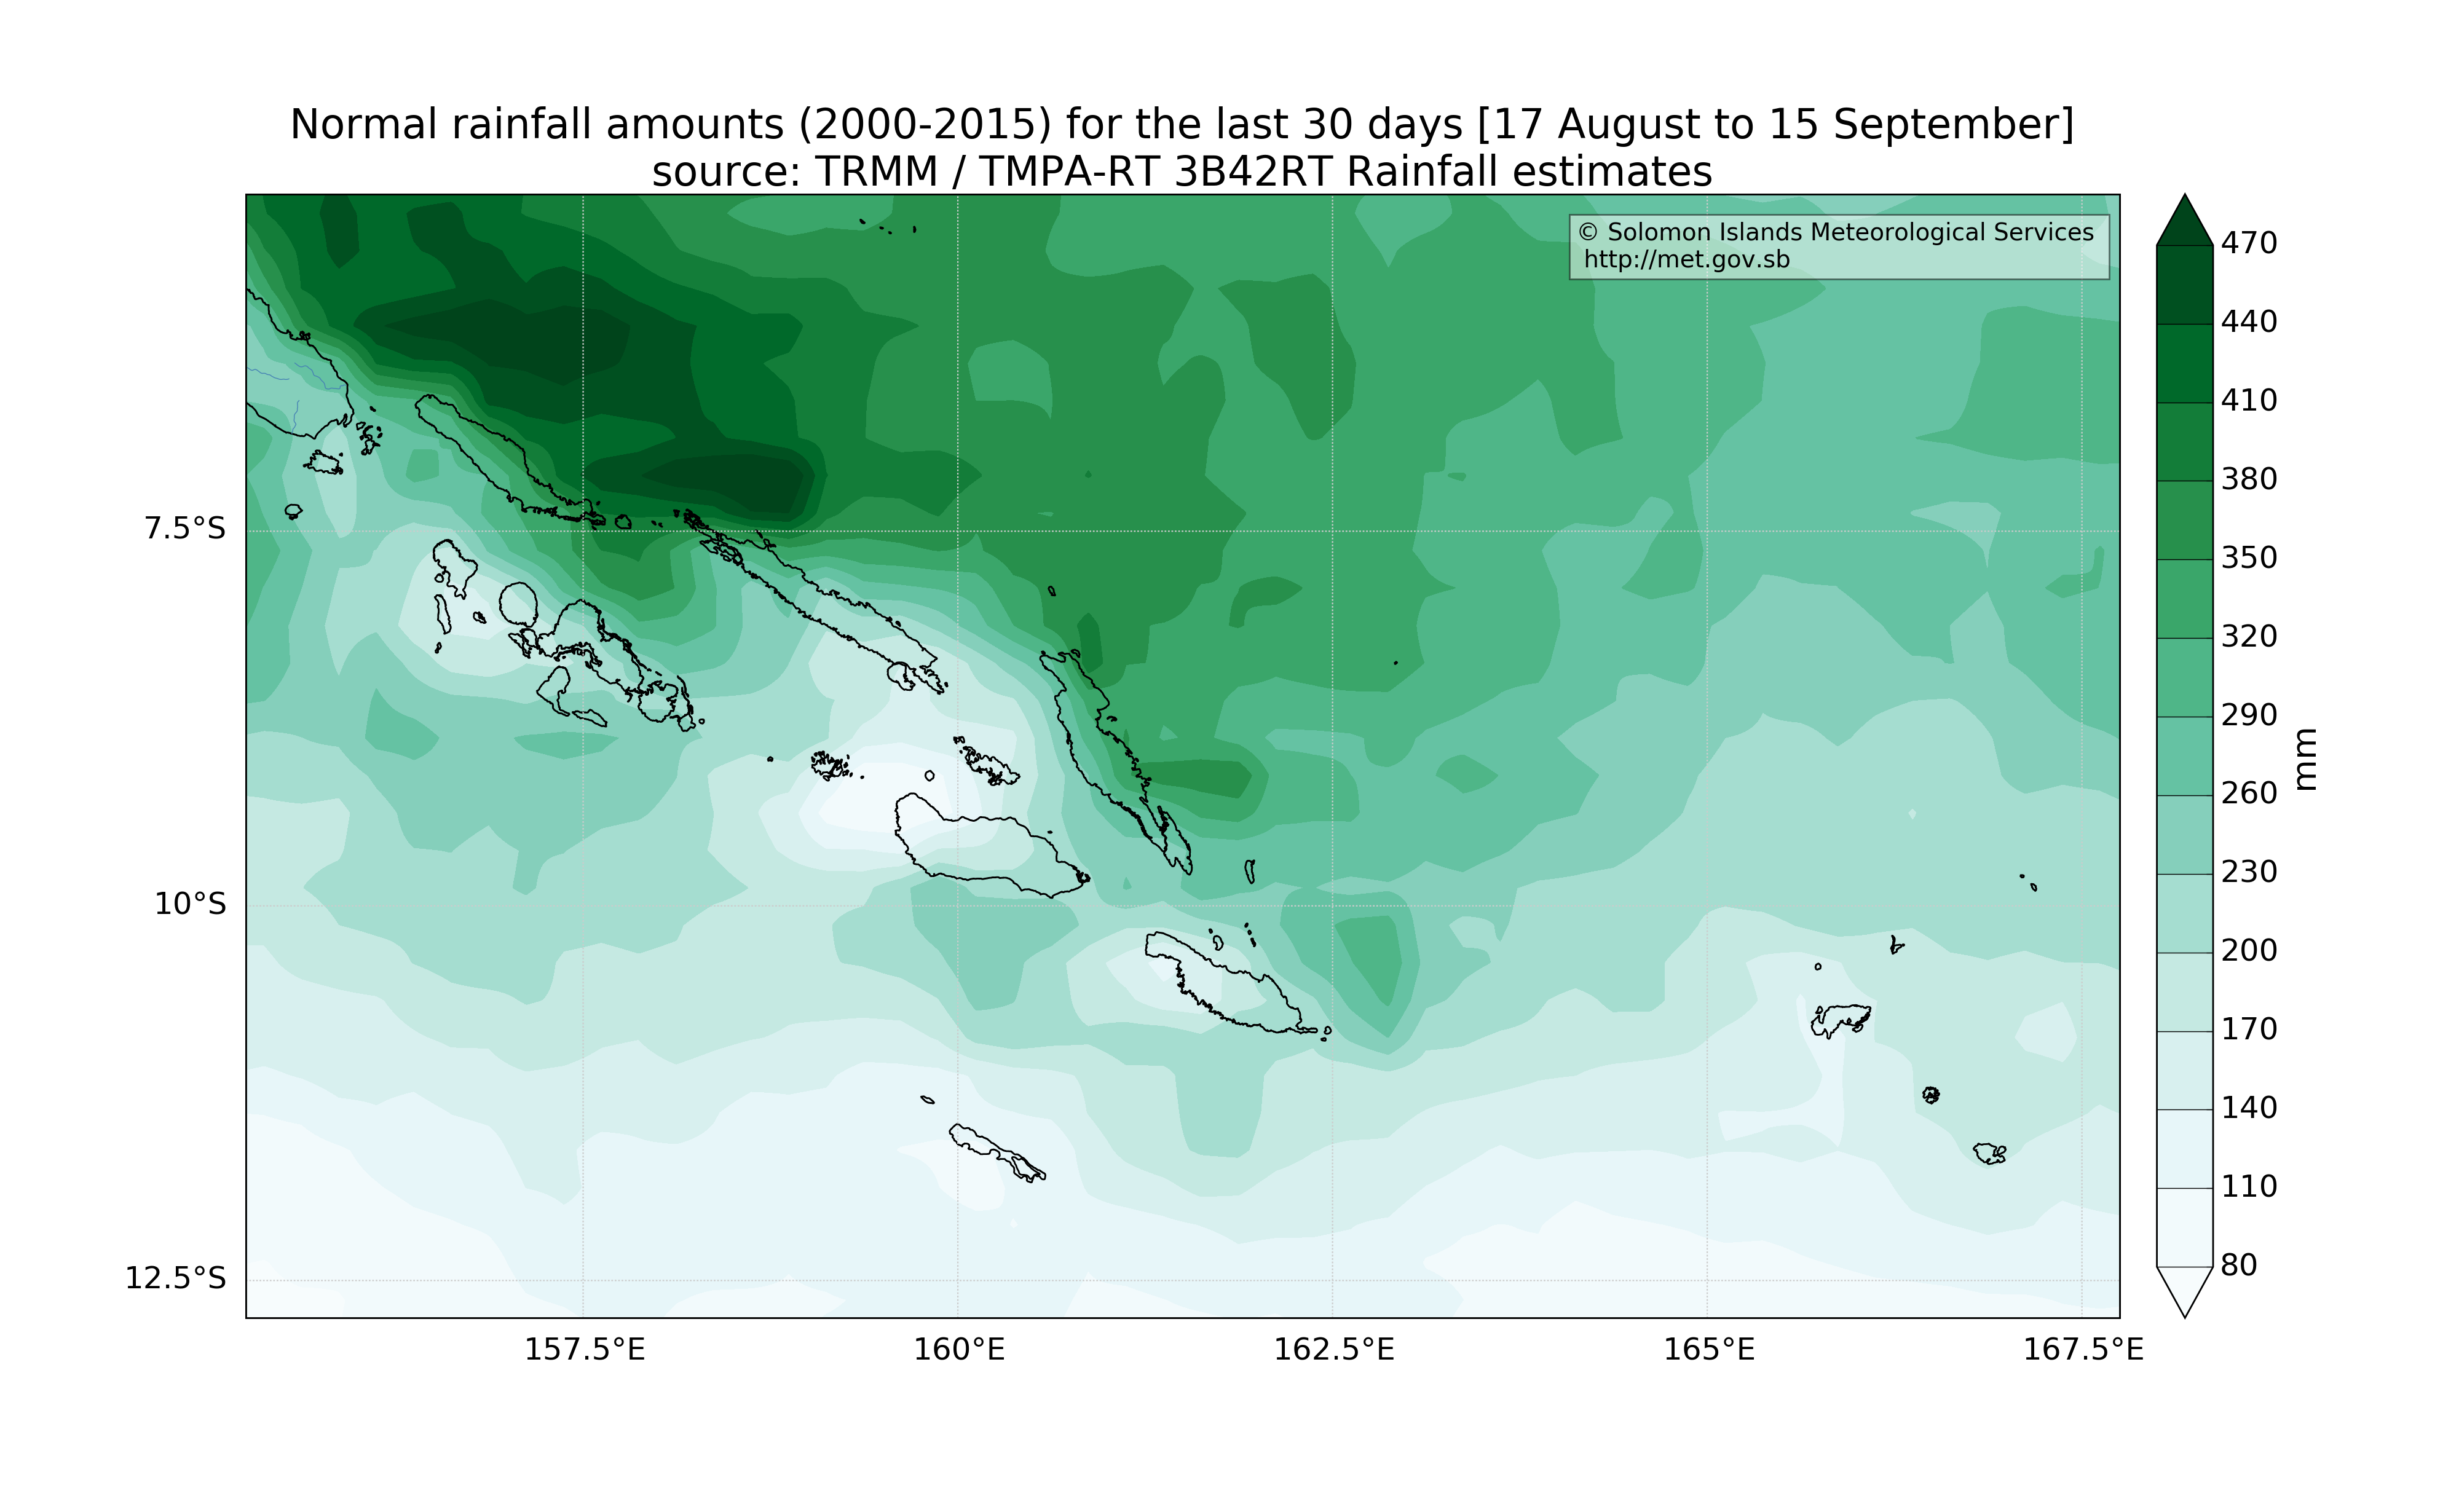 Normal rainfall amounts (2000-2015) for the last 30 days [17 August to 15 September]
source: TRMM / TMPA-RT 3B42RT Rainfall estimates
© Solomon Islands Meteorological Services
http://met.gov.sb
470
440
410
380
350
320
290
260
230
200
170
140
110
80
mm
7.5°S
10°S
12.5°S
157.5°E
160°E
162.5°E
165°E
167.5°E